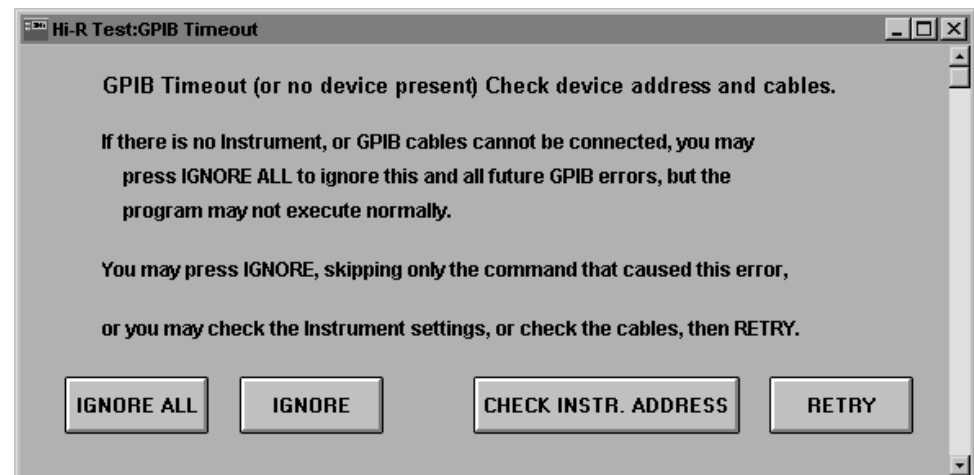 Hi-R Test:GPIB Timeout
GPIB Timeout (or no device present) Check device address and cables.
If there is no Instrument, or GPIB cables cannot be connected, you may
press IGNORE ALL to ignore this and all future GPIB errors, but the
program may not execute normally.
You may press IGNORE, skipping only the command that caused this error,
or you may check the Instrument settings, or check the cables, then RETRY.
IGNORE ALL IGNORE CHECK INSTR. ADDRESS RETRY